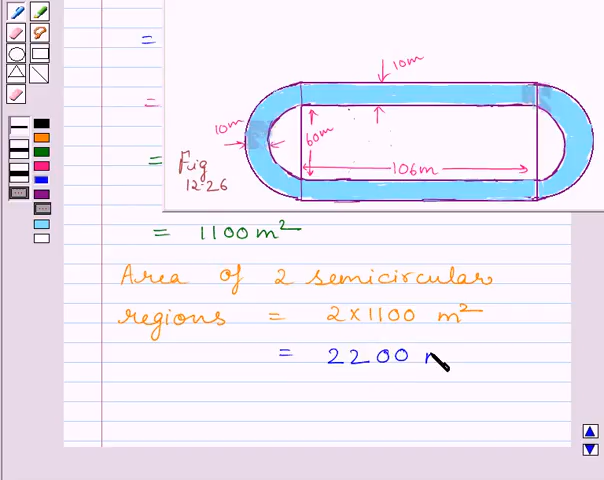 =
10m
=
10m
60m
Fig
12.26
106m
=
= 1100 m²
Area of 2 semicircular
regions = 2×1100 m²
= 2200 m